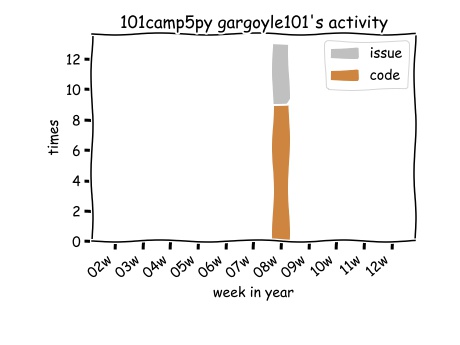 101camp5py gargoyle101's activity
issue
code
times
12
10
8
6
4
2
0
02w 03w 04w 05w 06w 07w 08w 09w 10w 11w 12w
week in year